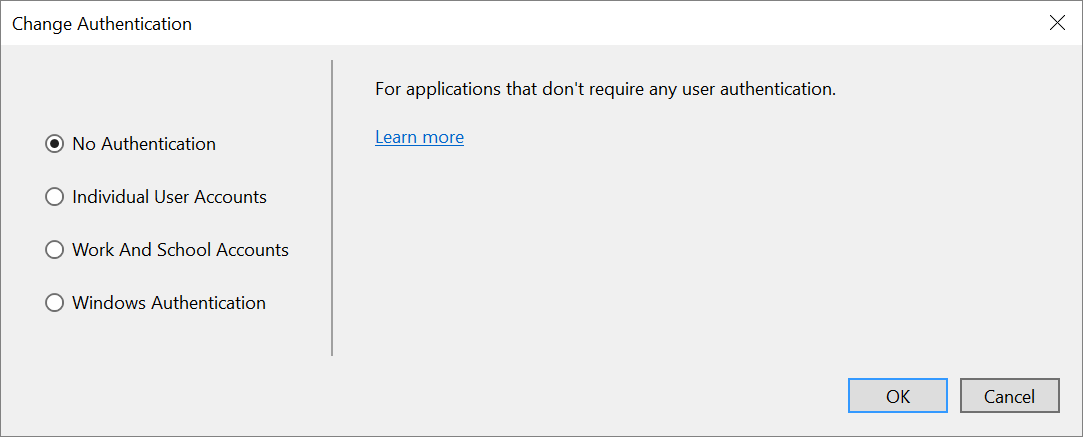 Change Authentication
No Authentication
Individual User Accounts
Work And School Accounts
Windows Authentication
For applications that don't require any user authentication.
Learn more
OK
Cancel